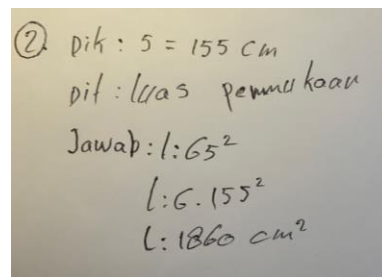 ② Dik : S = 155 cm
Dit : luas permukaan
Jawab : l : 6S²
l : 6 . 155²
l : 1860 cm²